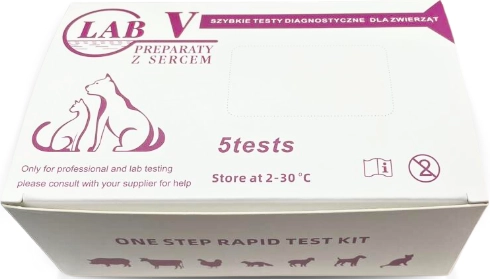 LAB V
PREPARATY
Z SERCEM
SZYBKIE TESTY DIAGNOSTYCZNE DLA ZWIERZĄT
5tests
Only for professional and lab testing
please consult with your supplier for help
Store at 2-30°C
i
2
ONE STEP RAPID TEST KIT